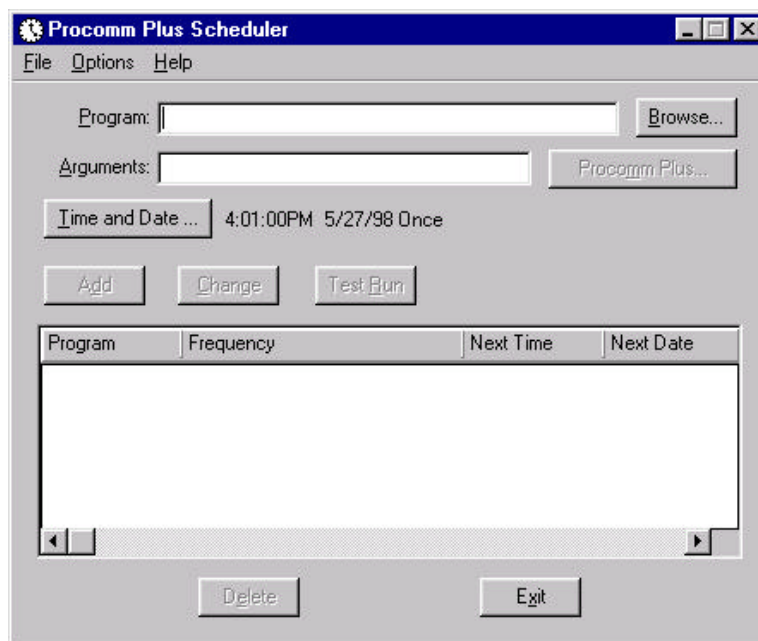 Procomm Plus Scheduler
File Options Help
Program: Browse...
Arguments: Procomm Plus...
Time and Date ... 4:01:00PM 5/27/98 Once
Add Change Test Run
Program Frequency Next Time Next Date
Delete Exit